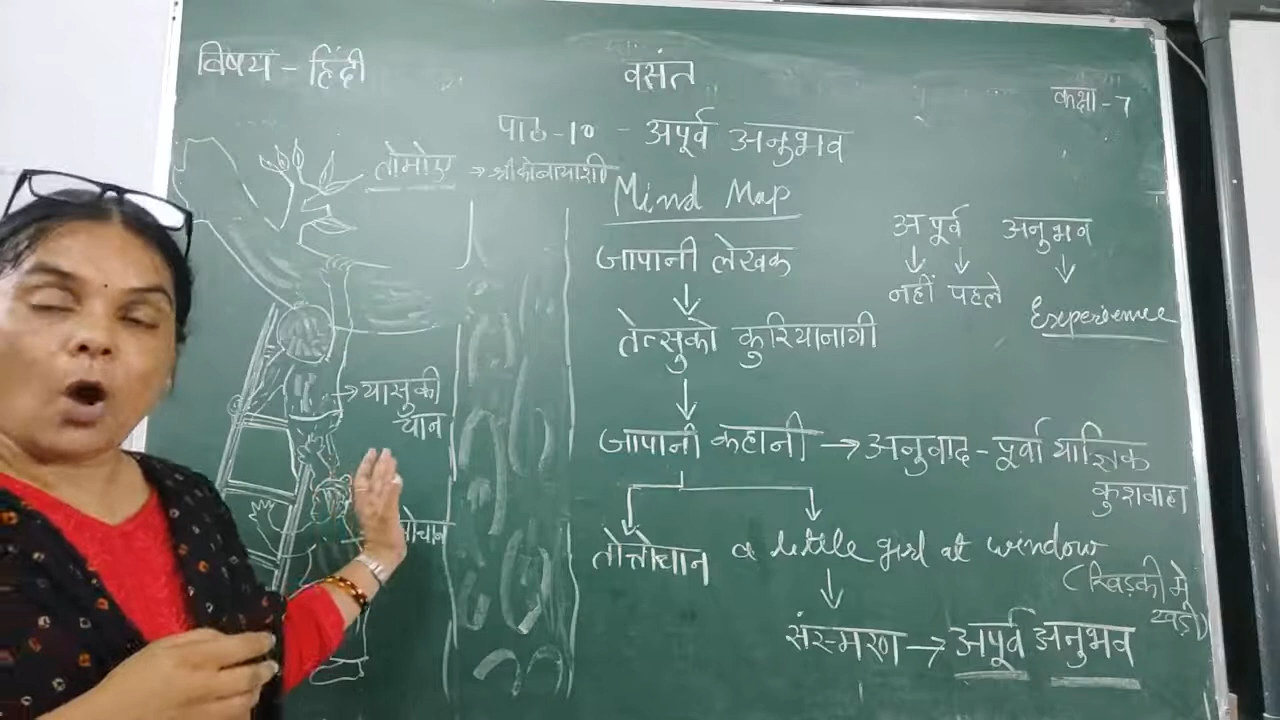 विषय - हिंदी
वसंत
कक्षा - 7
पाठ-10 - अपूर्व अनुभव
तोमोए → श्रीकोबायाशी
Mind Map
जापानी लेखक
अपूर्व अनुभव
नहीं पहले
Experience
तेत्सुको कुरियानागी
→ यासुकी
चान
जापानी कहानी → अनुवाद - पूर्वा याज्ञिक
कुशवाहा
तोत्तोचान
a little girl at window
(खिड़की में
खड़ी)
संस्मरण → अपूर्व अनुभव